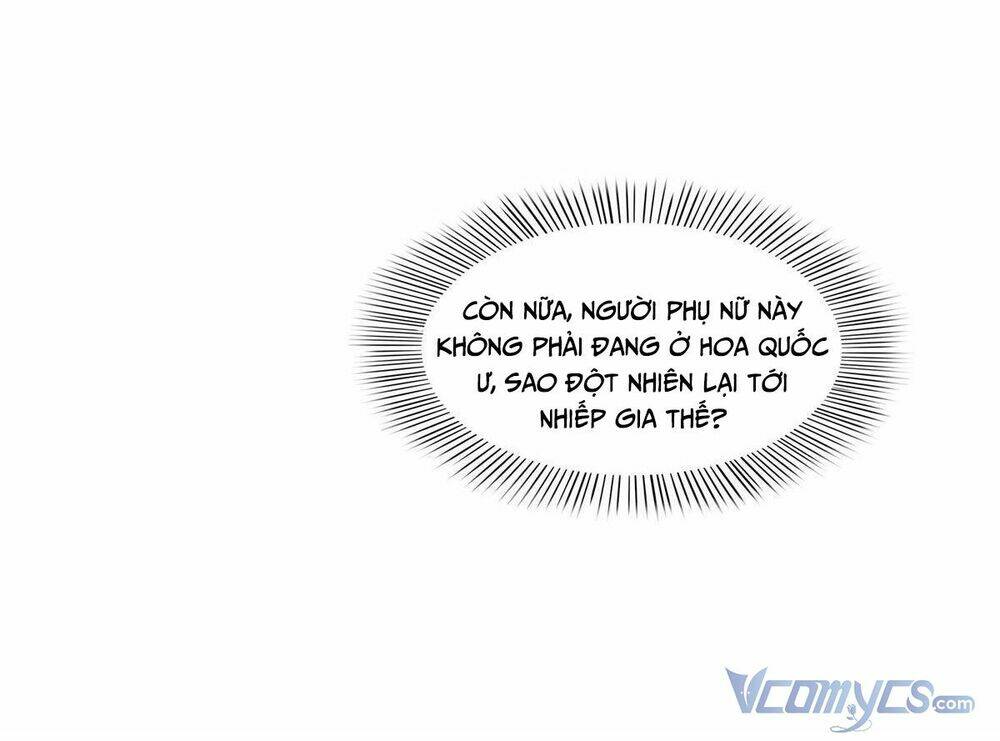 CÒN NỮA, NGƯỜI PHỤ NỮ NÀY
KHÔNG PHẢI ĐANG Ở HOA QUỐC
Ư, SAO ĐỘT NHIÊN LẠI TỚI
NHIẾP GIA THẾ?
VCOMYCS.com